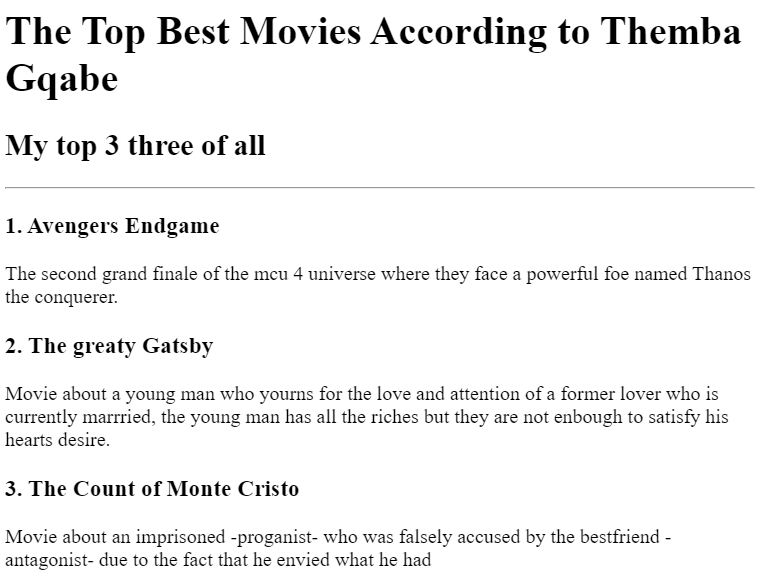 The Top Best Movies According to Themba
Gqabe
My top 3 three of all
1. Avengers Endgame
The second grand finale of the mcu 4 universe where they face a powerful foe named Thanos
the conquerer.
2. The greaty Gatsby
Movie about a young man who yourns for the love and attention of a former lover who is
currently marrried, the young man has all the riches but they are not enbough to satisfy his
hearts desire.
3. The Count of Monte Cristo
Movie about an imprisoned -proganist- who was falsely accused by the bestfriend -
antagonist- due to the fact that he envied what he had